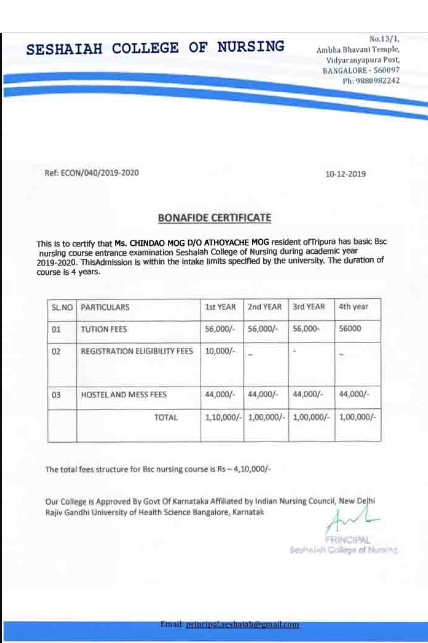 SESHAIAH COLLEGE OF NURSING
No.13/1,
Ambha Bhavani Temple,
Vidyaranyapura Post,
BANGALORE - 560097
Ph: 9880982242
Ref: ECON/040/2019-2020
10-12-2019
BONAFIDE CERTIFICATE
This is to certify that Ms. CHINDAO MOG D/O ATHOYACHE MOG resident ofTripura has basic Bsc
nursing course entrance examination Seshaiah College of Nursing during academic year
2019-2020. ThisAdmission is within the intake limits specified by the university. The duration of
course is 4 years.
SL.NO PARTICULARS 1st YEAR 2nd YEAR 3rd YEAR 4th year
01 TUTION FEES 56,000/- 56,000/- 56,000- 56000
02 REGISTRATION ELIGIBILITY FEES 10,000/- _ - _
03 HOSTEL AND MESS FEES 44,000/- 44,000/- 44,000/- 44,000/-
TOTAL 1,10,000/- 1,00,000/- 1,00,000/- 1,00,000/-
The total fees structure for Bsc nursing course is Rs – 4,10,000/-
Our College is Approved By Govt Of Karnataka Affiliated by Indian Nursing Council, New Delhi
Rajiv Gandhi University of Health Science Bangalore, Karnatak
PRINCIPAL
Seshaiah College of Nursing
Email: principal.seshaiah@gmail.com